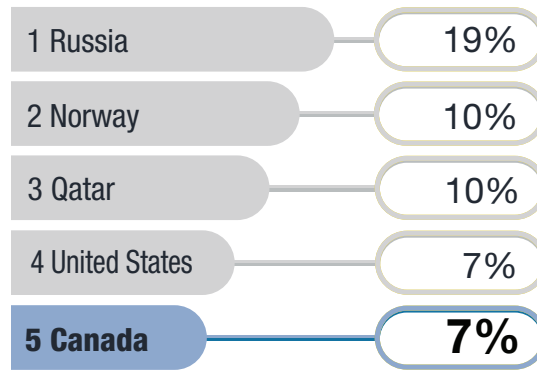 1 Russia 19%
2 Norway 10%
3 Qatar 10%
4 United States 7%
5 Canada 7%